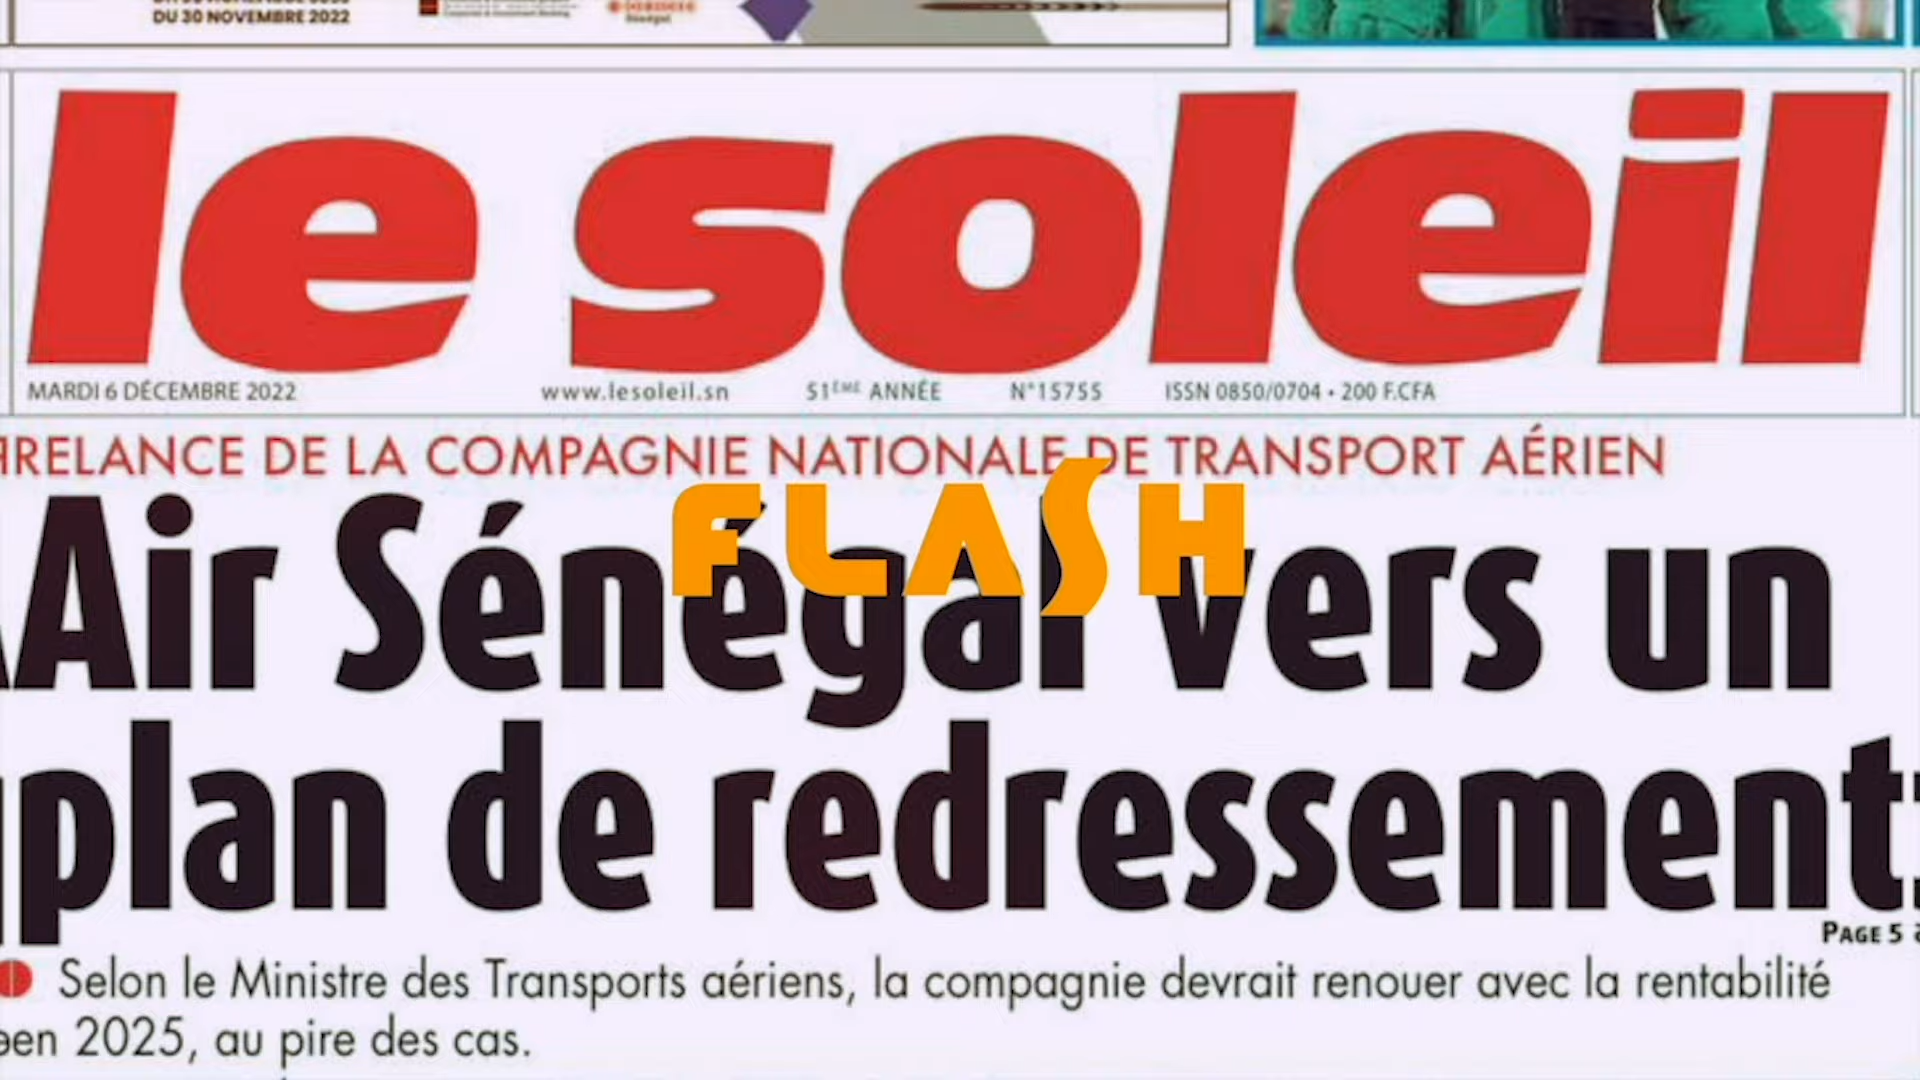 DU 30 NOVEMBRE 2022
le soleil
MARDI 6 DÉCEMBRE 2022 www.lesoleil.sn 51ÈME ANNÉE N°15755 ISSN 0850/0704 • 200 F.CFA
RELANCE DE LA COMPAGNIE NATIONALE DE TRANSPORT AÉRIEN
FLASH
Air Sénégal vers un
plan de redressement
PAGE 5
Selon le Ministre des Transports aériens, la compagnie devrait renouer avec la rentabilité
en 2025, au pire des cas.